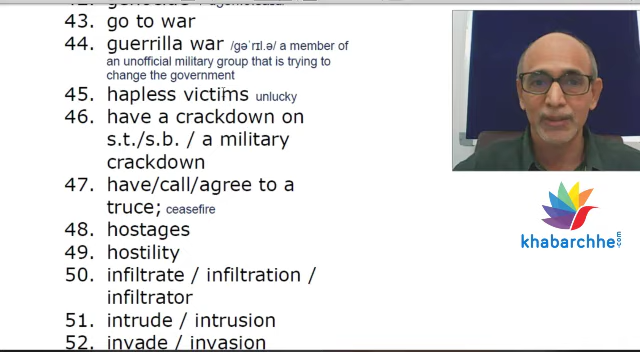 43. go to war
44. guerrilla war /ɡəˈrɪl.ə/ a member of
an unofficial military group that is trying to
change the government
45. hapless victims unlucky
46. have a crackdown on
s.t./s.b. / a military
crackdown
47. have/call/agree to a
truce; ceasefire
48. hostages
49. hostility
50. infiltrate / infiltration /
infiltrator
51. intrude / intrusion
52. invade / invasion
khabarchhe.com